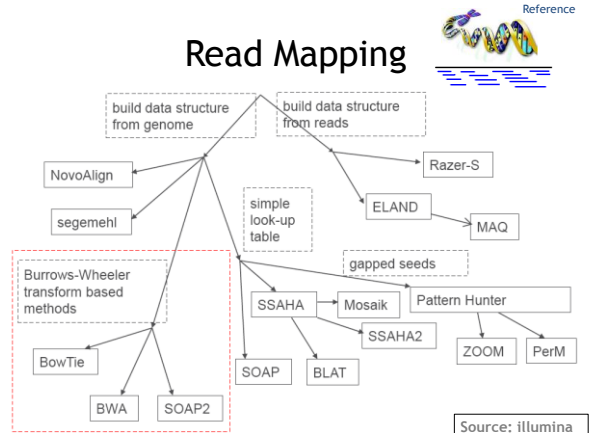 Reference
Read Mapping
build data structure
from genome
build data structure
from reads
NovoAlign
Razer-S
segemehl
simple
look-up
table
ELAND
MAQ
gapped seeds
Burrows-Wheeler
transform based
methods
SSAHA
Mosaik
Pattern Hunter
SSAHA2
BowTie
SOAP
BLAT
ZOOM
PerM
BWA
SOAP2
Source: illumina